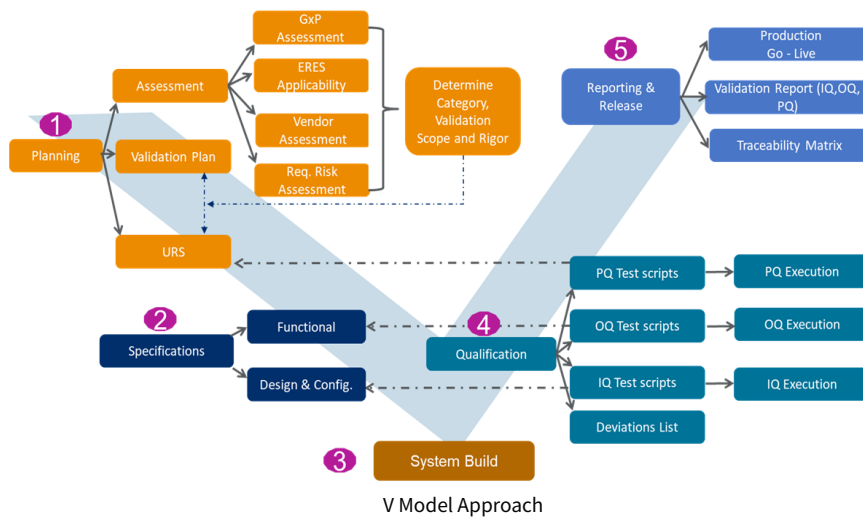 GxP
Assessment
5
Production
Go - Live
Assessment
ERES
Applicability
Determine
Category,
Validation
Scope and Rigor
Reporting &
Release
Validation Report (IQ,OQ,
PQ)
1
Vendor
Assessment
Planning
Validation Plan
Traceability Matrix
Req. Risk
Assessment
URS
PQ Test scripts
PQ Execution
2
Functional
4
OQ Test scripts
OQ Execution
Specifications
Qualification
Design & Config.
IQ Test scripts
IQ Execution
Deviations List
3
System Build
V Model Approach